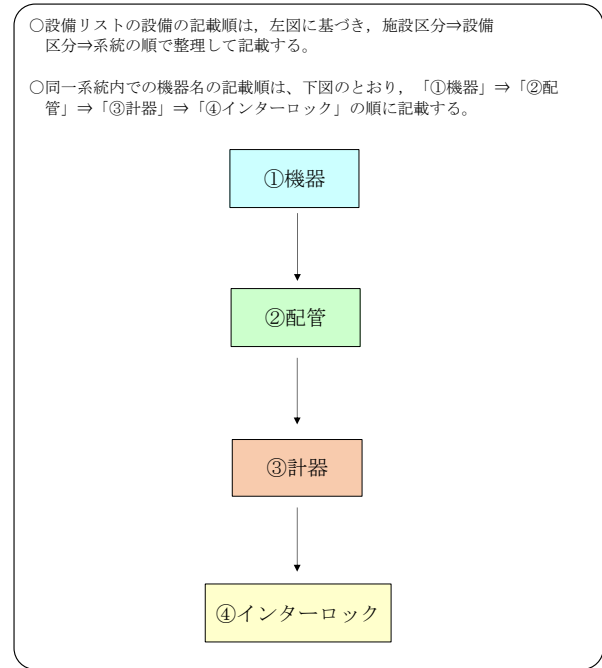 ○設備リストの設備の記載順は，左図に基づき，施設区分⇒設備
区分⇒系統の順で整理して記載する。
○同一系統内での機器名の記載順は、下図のとおり，「①機器」⇒「②配
管」⇒「③計器」⇒「④インターロック」の順に記載する。
①機器
②配管
③計器
④インターロック